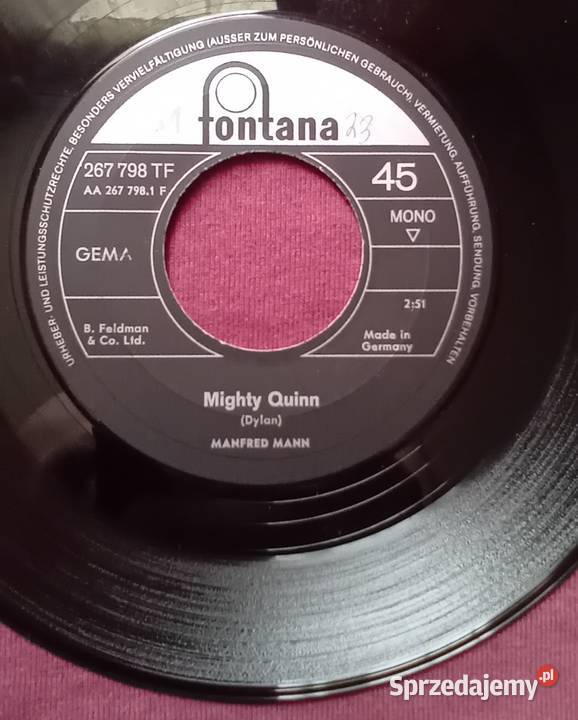 URHEBER- UND LEISTUNGSSCHUTZRECHTE, BESONDERS VERVIELFÄLTIGUNG (AUSSER ZUM PERSÖNLICHEN GEBRAUCH), VERMIETUNG, AUFFÜHRUNG, SENDUNG, VORBEHALTEN
fontana
23
267 798 TF
AA 267 798.1 F
45
MONO
GEMA
2:51
B. Feldman
& Co. Ltd.
Made in
Germany
Mighty Quinn
(Dylan)
MANFRED MANN
Sprzedajemy.pl